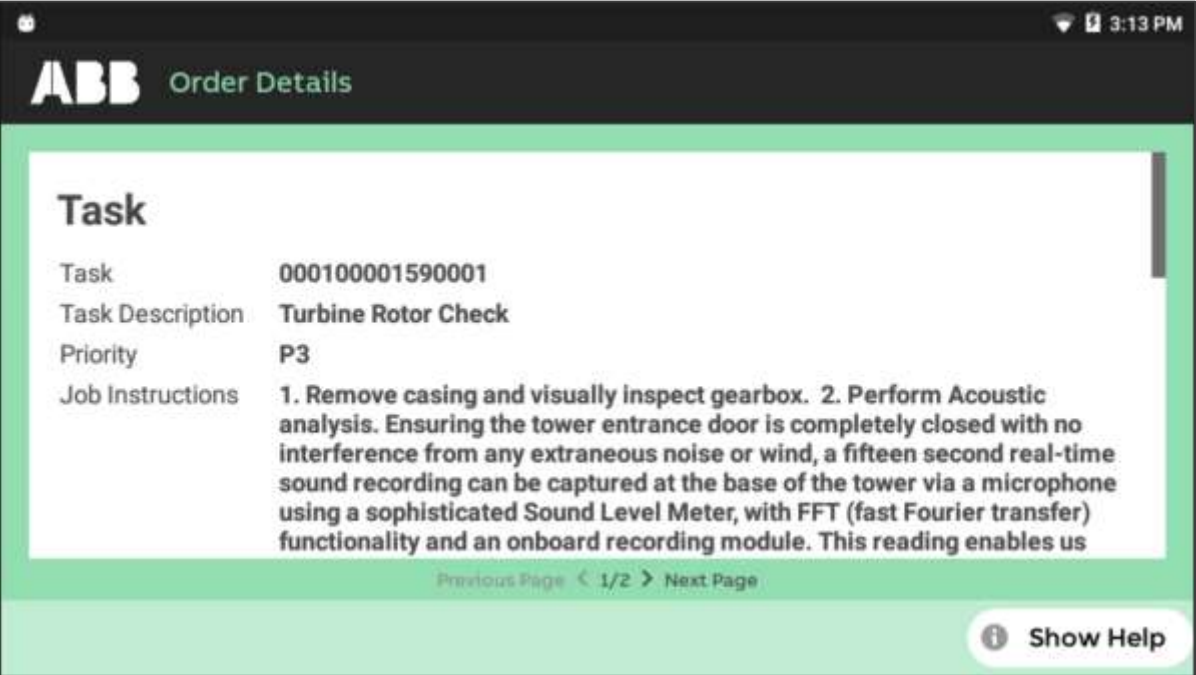 3:13 PM
ABB Order Details
Task
Task 000100001590001
Task Description Turbine Rotor Check
Priority P3
Job Instructions 1. Remove casing and visually inspect gearbox. 2. Perform Acoustic
analysis. Ensuring the tower entrance door is completely closed with no
interference from any extraneous noise or wind, a fifteen second real-time
sound recording can be captured at the base of the tower via a microphone
using a sophisticated Sound Level Meter, with FFT (fast Fourier transfer)
functionality and an onboard recording module. This reading enables us
Previous Page < 1/2 > Next Page
Show Help